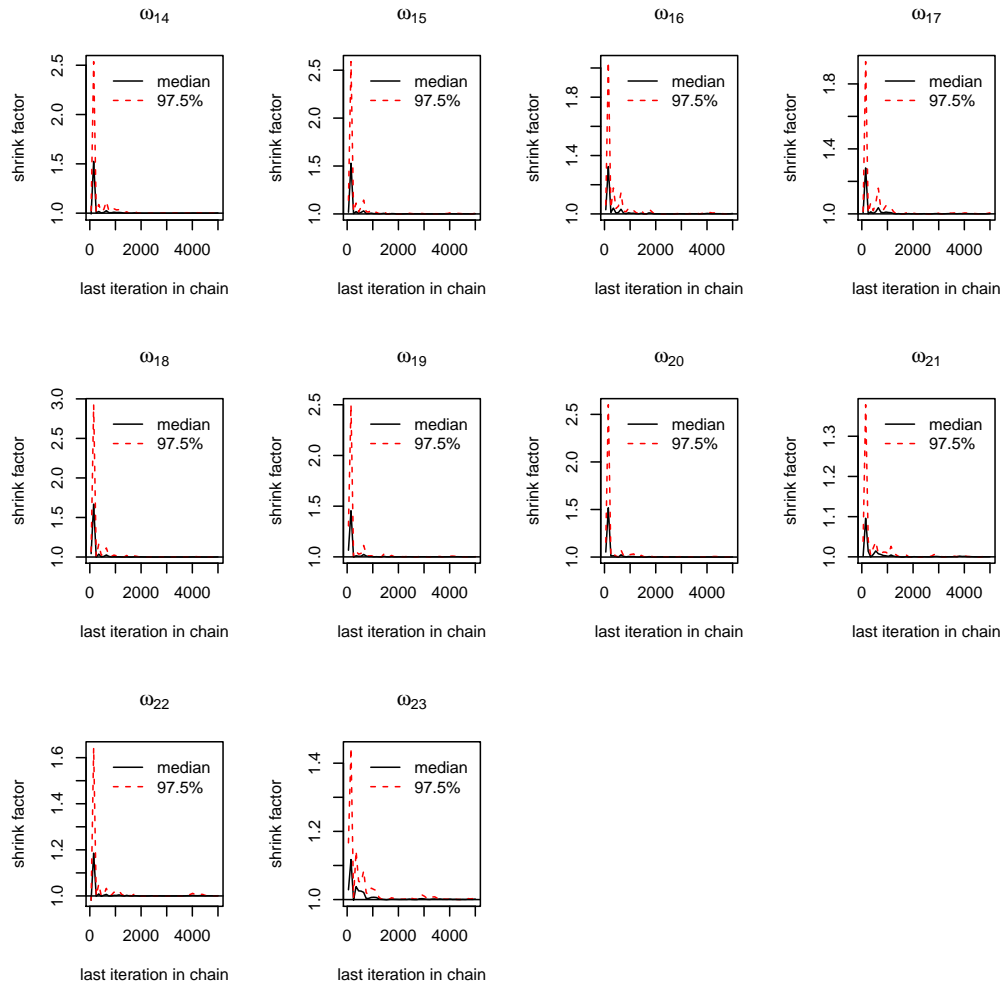 ω14 ω15 ω16 ω17
shrink factor
1.0 1.5 2.0 2.5
median
97.5%
0 2000 4000
last iteration in chain
shrink factor
1.0 1.5 2.0 2.5
median
97.5%
0 2000 4000
last iteration in chain
shrink factor
1.0 1.4 1.8
median
97.5%
0 2000 4000
last iteration in chain
shrink factor
1.0 1.4 1.8
median
97.5%
0 2000 4000
last iteration in chain
ω18 ω19 ω20 ω21
shrink factor
1.0 1.5 2.0 2.5 3.0
median
97.5%
0 2000 4000
last iteration in chain
shrink factor
1.0 1.5 2.0 2.5
median
97.5%
0 2000 4000
last iteration in chain
shrink factor
1.0 1.5 2.0 2.5
median
97.5%
0 2000 4000
last iteration in chain
shrink factor
1.0 1.1 1.2 1.3
median
97.5%
0 2000 4000
last iteration in chain
ω22 ω23
shrink factor
1.0 1.2 1.4 1.6
median
97.5%
0 2000 4000
last iteration in chain
shrink factor
1.0 1.2 1.4
median
97.5%
0 2000 4000
last iteration in chain